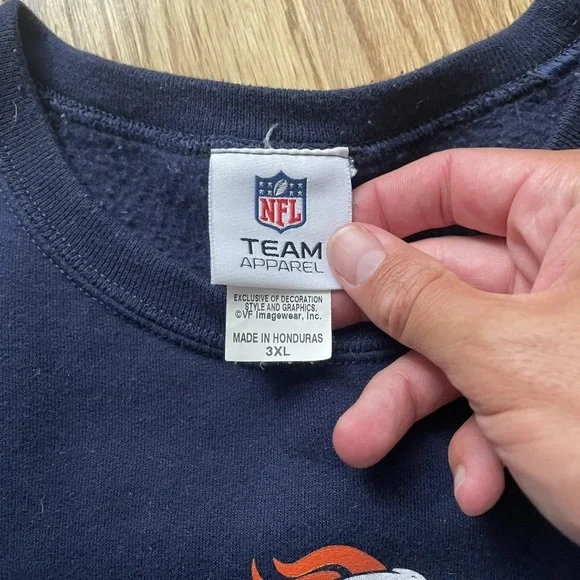 NFL
TEAM
APPAREL
EXCLUSIVE OF DECORATION
STYLE AND GRAPHICS.
©VF Imagewear, Inc.
MADE IN HONDURAS
3XL